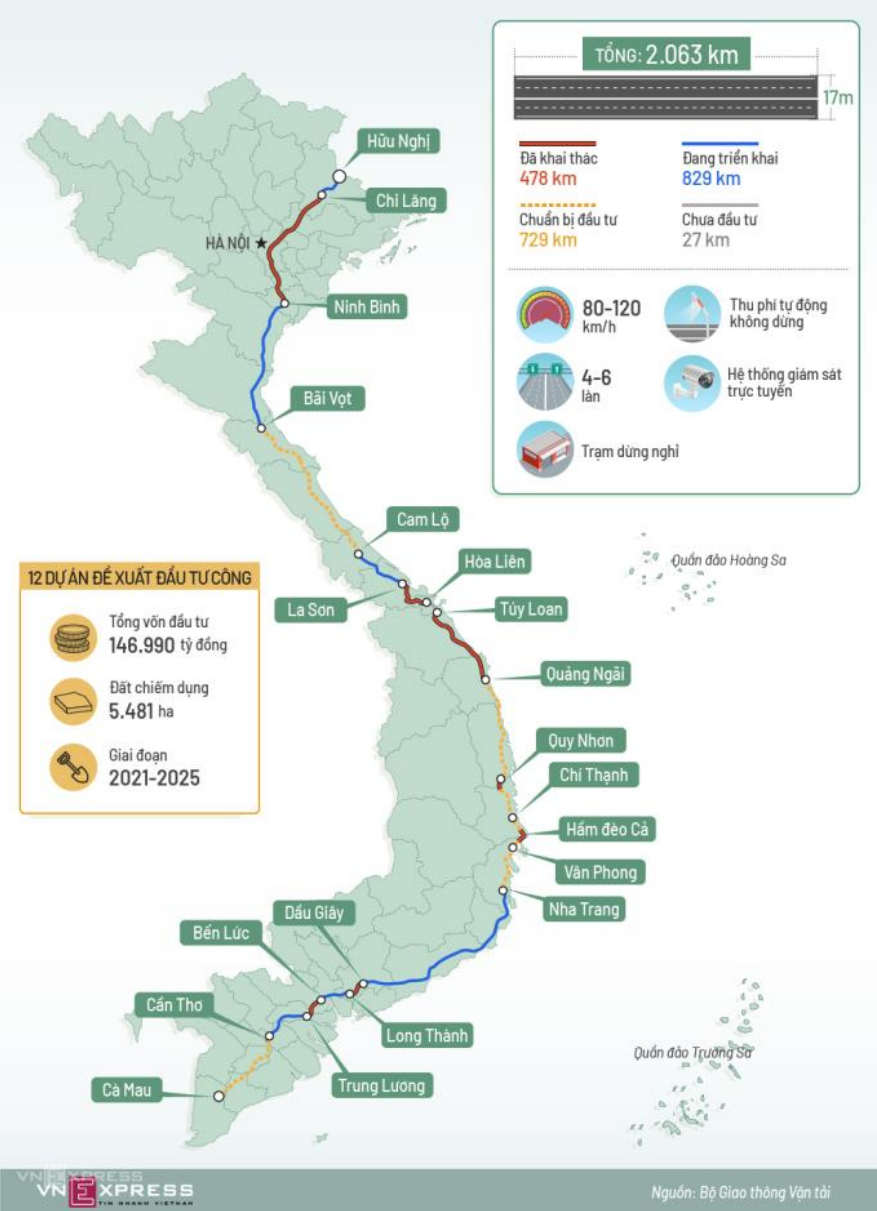 TỔNG: 2.063 km
17m
Đã khai thác
478 km
Đang triển khai
829 km
Chuẩn bị đầu tư
729 km
Chưa đầu tư
27 km
80-120
km/h
Thu phí tự động
không dừng
4-6
làn
Hệ thống giám sát
trực tuyến
Trạm dừng nghỉ
Hữu Nghị
Chi Lăng
HÀ NỘI
Ninh Bình
Bãi Vọt
Cam Lộ
Hòa Liên
La Sơn
Túy Loan
Quảng Ngãi
Quy Nhơn
Chí Thạnh
Hầm đèo Cả
Vân Phong
Nha Trang
Dầu Giây
Bến Lức
Cần Thơ
Long Thành
Trung Lương
Cà Mau
Quần đảo Hoàng Sa
Quần đảo Trường Sa
12 DỰ ÁN ĐỀ XUẤT ĐẦU TƯ CÔNG
Tổng vốn đầu tư
146.990 tỷ đồng
Đất chiếm dụng
5.481 ha
Giai đoạn
2021-2025
VNEXPRESS
VNEXPRESS
TIN NHANH VIETNAM
Nguồn: Bộ Giao thông Vận tải